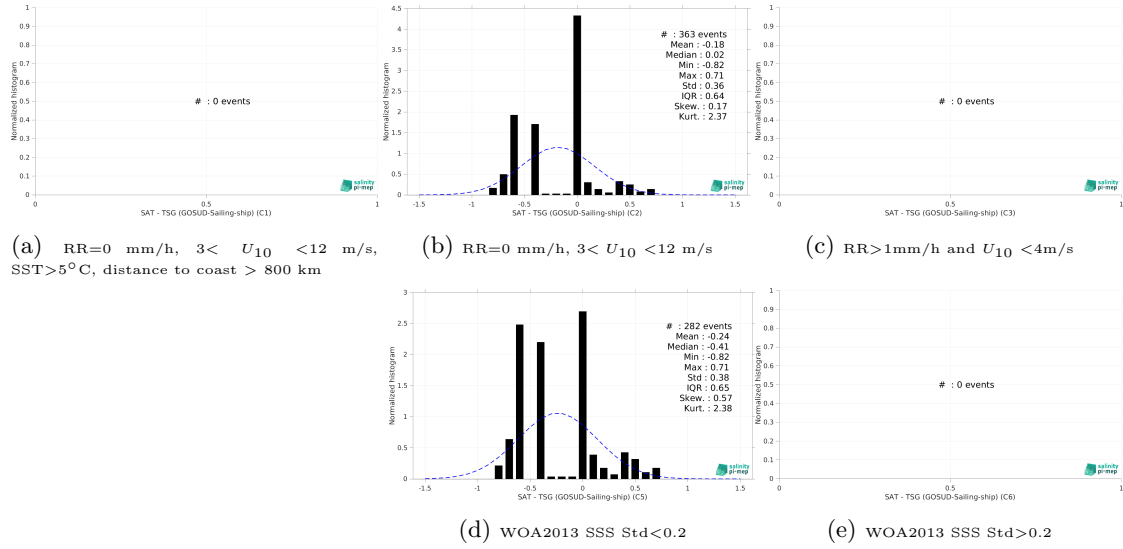 1
0.9
0.8
0.7
0.6
0.5
0.4
0.3
0.2
0.1
0
Normalized histogram
# : 0 events
0
0.5
1
SAT - TSG (GOSUD-Sailing-ship) (C1)
salinity
pi-mep
(a) RR=0 mm/h, 3< U10 <12 m/s,
SST>5°C, distance to coast > 800 km
4.5
4
3.5
3
2.5
2
1.5
1
0.5
0
Normalized histogram
# : 363 events
Mean : -0.18
Median : 0.02
Min : -0.82
Max : 0.71
Std : 0.36
IQR : 0.64
Skew. : 0.17
Kurt. : 2.37
-1.5
-1
-0.5
0
0.5
1
1.5
SAT - TSG (GOSUD-Sailing-ship) (C2)
salinity
pi-mep
(b) RR=0 mm/h, 3< U10 <12 m/s
1
0.9
0.8
0.7
0.6
0.5
0.4
0.3
0.2
0.1
0
Normalized histogram
# : 0 events
0
0.5
1
SAT - TSG (GOSUD-Sailing-ship) (C3)
salinity
pi-mep
(c) RR>1mm/h and U10 <4m/s
3
2.5
2
1.5
1
0.5
0
Normalized histogram
# : 282 events
Mean : -0.24
Median : -0.41
Min : -0.82
Max : 0.71
Std : 0.38
IQR : 0.65
Skew. : 0.57
Kurt. : 2.38
-1.5
-1
-0.5
0
0.5
1
1.5
SAT - TSG (GOSUD-Sailing-ship) (C5)
salinity
pi-mep
(d) WOA2013 SSS Std<0.2
1
0.9
0.8
0.7
0.6
0.5
0.4
0.3
0.2
0.1
0
Normalized histogram
# : 0 events
0
0.5
1
SAT - TSG (GOSUD-Sailing-ship) (C6)
salinity
pi-mep
(e) WOA2013 SSS Std>0.2